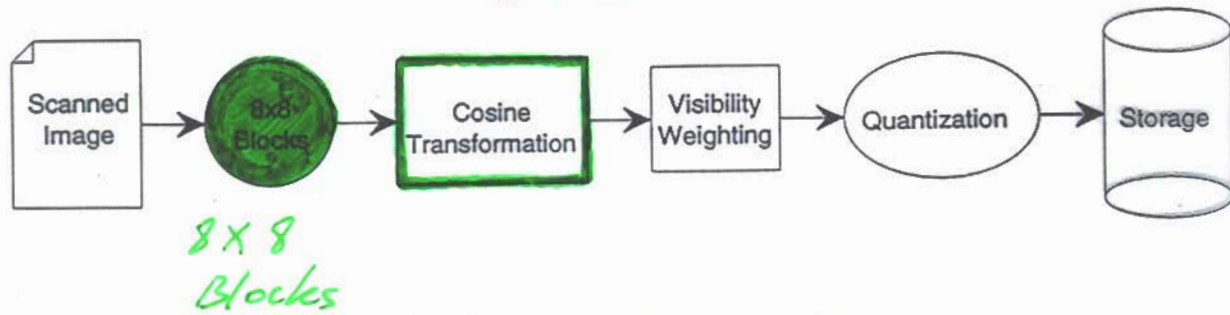 Scanned
Image
8x8
Blocks
Cosine
Transformation
Visibility
Weighting
Quantization
Storage
8 X 8
Blocks